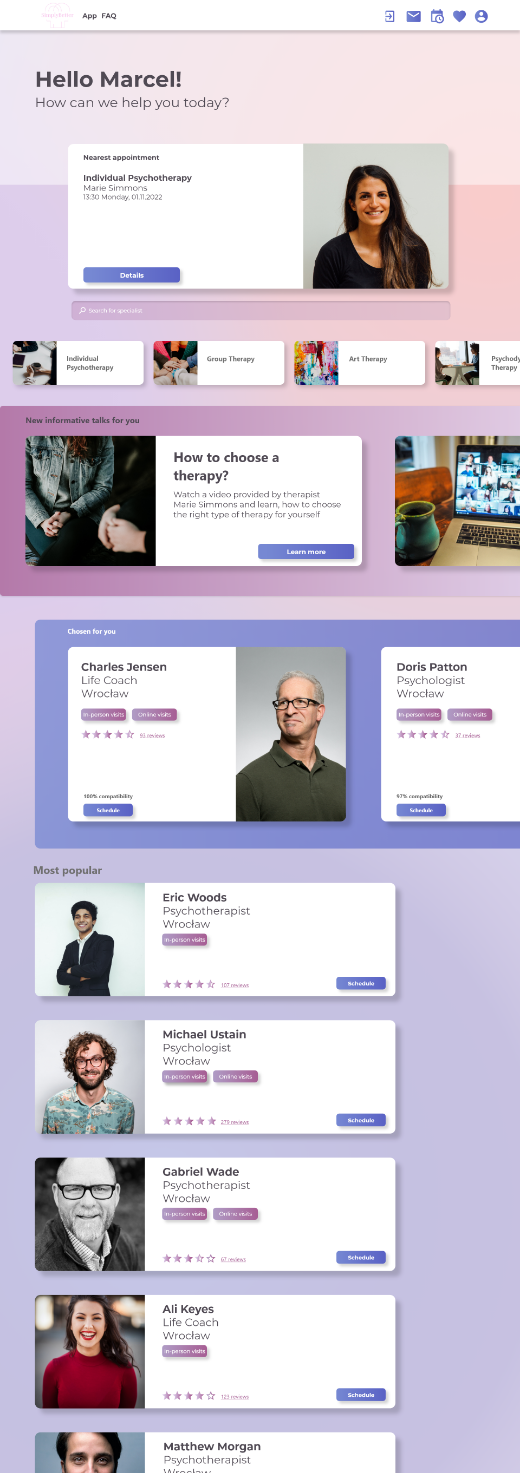 App FAQ
Hello Marcel!
How can we help you today?
Nearest appointment
Individual Psychotherapy
Marie Simmons
13:30 Monday, 01.11.2022
Details
Search for specialist
Individual
Psychotherapy
Group Therapy
Art Therapy
Psychody
Therapy
New informative talks for you
How to choose a
therapy?
Watch a video provided by therapist
Marie Simmons and learn, how to choose
the right type of therapy for yourself
Learn more
Chosen for you
Charles Jensen
Life Coach
Wrocław
In-person visits Online visits
93 reviews
100% compatibility
Schedule
Doris Patton
Psychologist
Wrocław
In-person visits Online visits
37 reviews
97% compatibility
Schedule
Most popular
Eric Woods
Psychotherapist
Wrocław
In-person visits
107 reviews
Schedule
Michael Ustain
Psychologist
Wrocław
In-person visits Online visits
279 reviews
Schedule
Gabriel Wade
Psychotherapist
Wrocław
In-person visits Online visits
67 reviews
Schedule
Ali Keyes
Life Coach
Wrocław
In-person visits
123 reviews
Schedule
Matthew Morgan
Psychotherapist
Wrocław